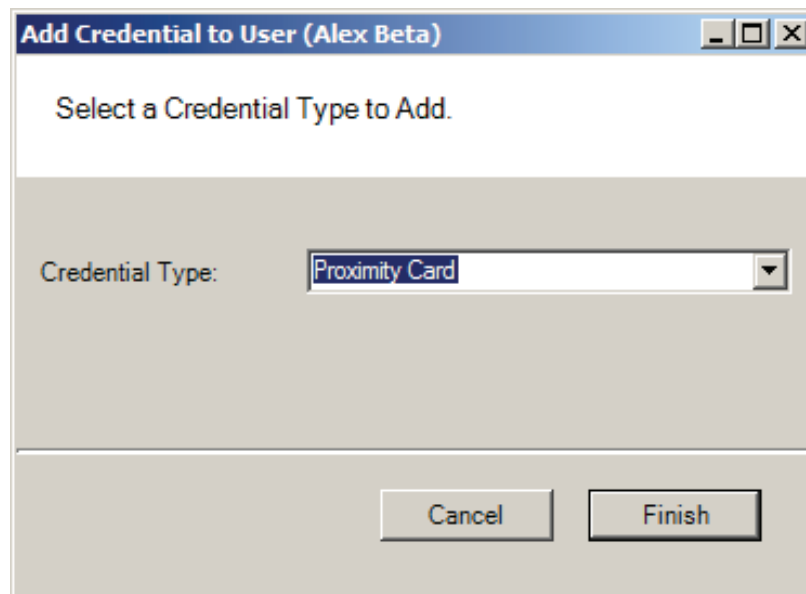 Add Credential to User (Alex Beta)
Select a Credential Type to Add.
Credential Type: Proximity Card
Cancel Finish